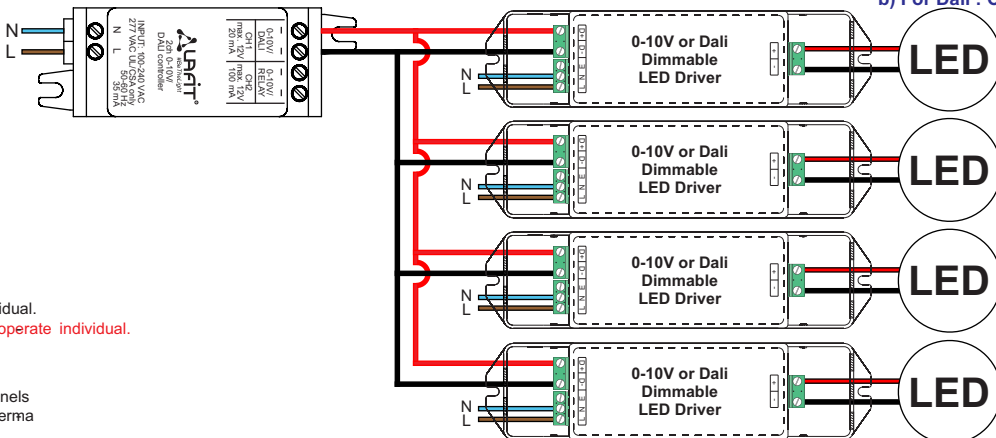 b) For Dali : C
N
L
N
L
INPUT: 100-240 VAC
277 VAC UL/CSA only
50-60 Hz
35 mA
LAFiT®
2ch 0-10V/
DALI controller
0-10V/
DALI
CH1
max. 12V
20 mA
0-10V/
RELAY
CH2
max. 12V
100 mA
N
L
L N E D- D+
0-10V or Dali
Dimmable
LED Driver
+
-
LED
N
L
L N E D- D+
0-10V or Dali
Dimmable
LED Driver
+
-
LED
N
L
L N E D- D+
0-10V or Dali
Dimmable
LED Driver
+
-
LED
idual.
operate individual.
N
L
L N E D- D+
0-10V or Dali
Dimmable
LED Driver
+
-
LED
nels
erma